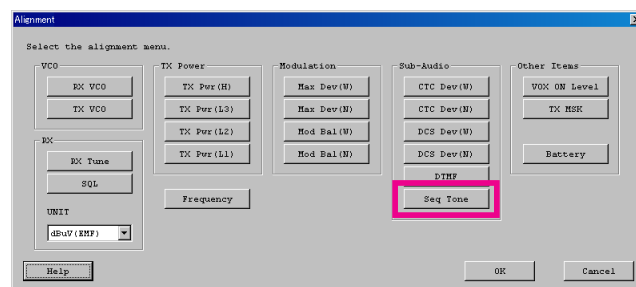 Alignment
Select the alignment menu.
VCO
RX VCO
TX VCO
RX
RX Tune
SQL
UNIT
dBuV(EMF)
TX Power
TX Pwr(H)
TX Pwr(L3)
TX Pwr(L2)
TX Pwr(L1)
Frequency
Modulation
Max Dev(W)
Max Dev(N)
Mod Bal(W)
Mod Bal(N)
Sub-Audio
CTC Dev(W)
CTC Dev(N)
DCS Dev(W)
DCS Dev(N)
DTMF
Seq Tone
Other Items
VOX ON Level
TX MSK
Battery
Help
OK
Cancel